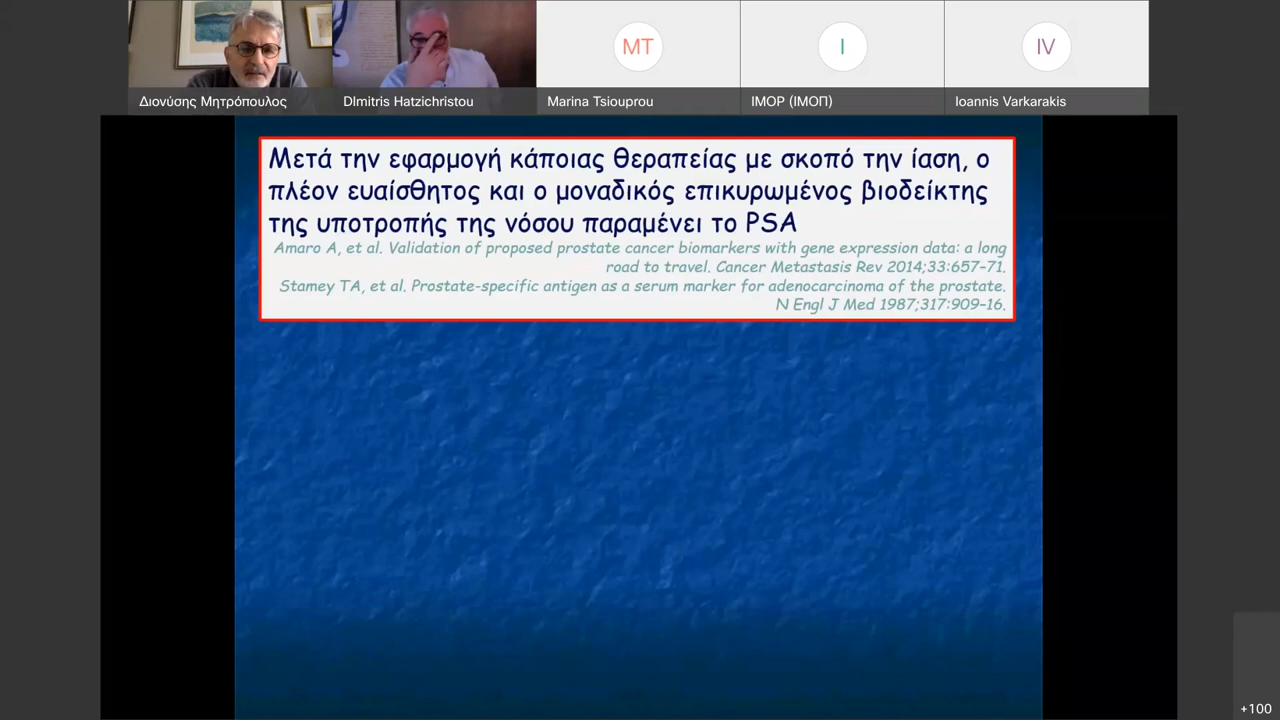 MT
I
IV
Διονύσης Μητρόπουλος
DImitris Hatzichristou
Marina Tsiouprou
IMOP (ΙΜΟΠ)
Ioannis Varkarakis
Μετά την εφαρμογή κάποιας θεραπείας με σκοπό την ίαση, ο
πλέον ευαίσθητος και ο μοναδικός επικυρωμένος βιοδείκτης
της υποτροπής της νόσου παραμένει το PSA
Amaro A, et al. Validation of proposed prostate cancer biomarkers with gene expression data: a long
road to travel. Cancer Metastasis Rev 2014;33:657–71.
Stamey TA, et al. Prostate-specific antigen as a serum marker for adenocarcinoma of the prostate.
N Engl J Med 1987;317:909–16.
+100